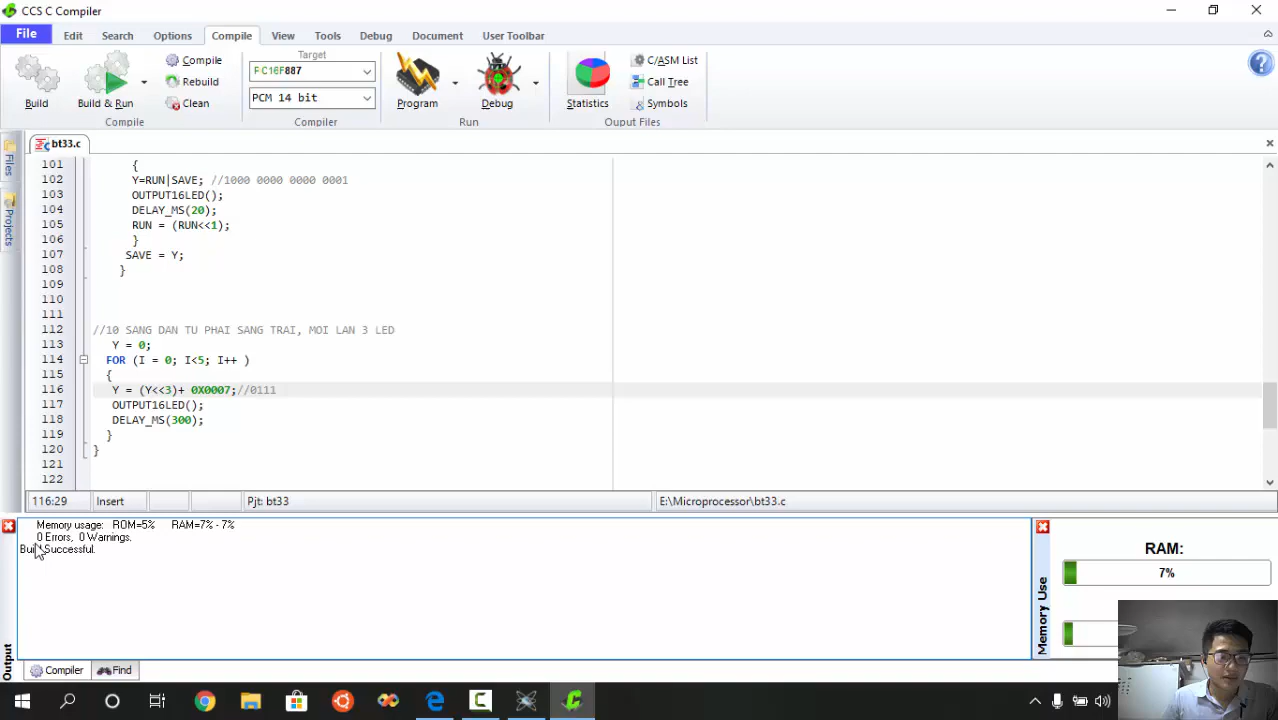 CCS C Compiler
File Edit Search Options Compile View Tools Debug Document User Toolbar
Build
Build & Run
Compile
Rebuild
Clean
Compile
Target
PIC16F887
PCM 14 bit
Compiler
Program
Debug
Run
Statistics
C/ASM List
Call Tree
Symbols
Ouput Files
Files
Projects
bt33.c
101 {
102 Y=RUN|SAVE; //1000 0000 0000 0001
103 OUTPUT16LED();
104 DELAY_MS(20);
105 RUN = (RUN<<1);
106 }
107 SAVE = Y;
108 }
109
110
111
112 //10 SANG DAN TU PHAI SANG TRAI, MOI LAN 3 LED
113 Y = 0;
114 FOR (I = 0; I<5; I++ )
115 {
116 Y = (Y<<3)+ 0X0007;//0111
117 OUTPUT16LED();
118 DELAY_MS(300);
119 }
120 }
121
122
116:29 Insert Pjt: bt33 E:\Microprocessor\bt33.c
Memory usage: ROM=5% RAM=7% - 7%
0 Errors, 0 Warnings.
Build Successful.
Output
Compiler Find
Memory Use
RAM:
7%